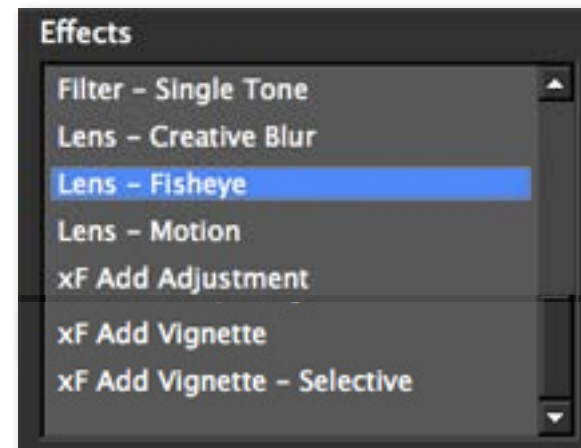 Effects
Filter – Single Tone
Lens – Creative Blur
Lens – Fisheye
Lens – Motion
xF Add Adjustment
xF Add Vignette
xF Add Vignette – Selective